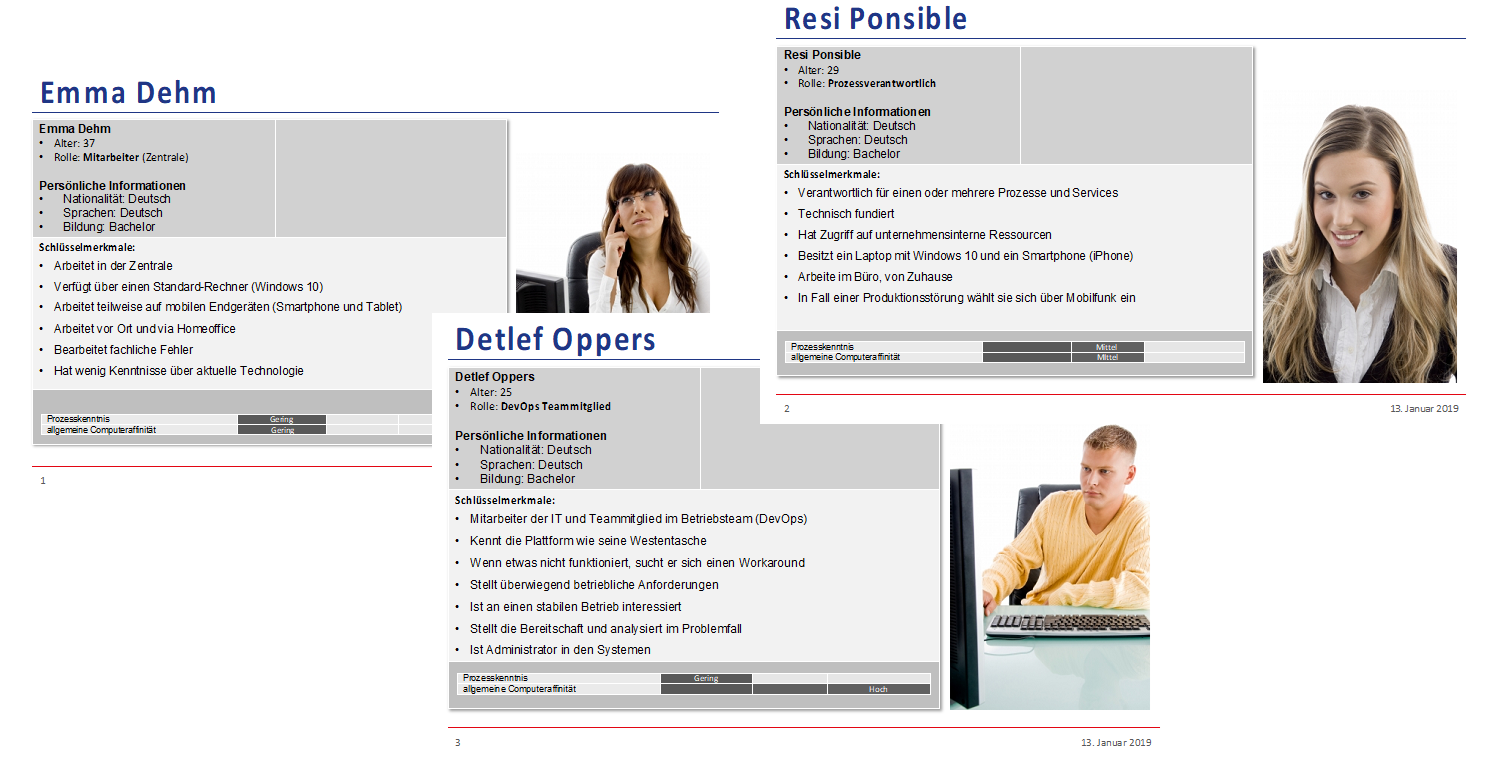 Emma Dehm
Emma Dehm
• Alter: 37
• Rolle: Mitarbeiter (Zentrale)
Persönliche Informationen
• Nationalität: Deutsch
• Sprachen: Deutsch
• Bildung: Bachelor
Schlüsselmerkmale:
• Arbeitet in der Zentrale
• Verfügt über einen Standard-Rechner (Windows 10)
• Arbeitet teilweise auf mobilen Endgeräten (Smartphone und Tablet)
• Arbeitet vor Ort und via Homeoffice
• Bearbeitet fachliche Fehler
• Hat wenig Kenntnisse über aktuelle Technologie
Prozesskenntnis Gering
allgemeine Computeraffinität Gering
1
Resi Ponsible
Resi Ponsible
• Alter: 29
• Rolle: Prozessverantwortlich
Persönliche Informationen
• Nationalität: Deutsch
• Sprachen: Deutsch
• Bildung: Bachelor
Schlüsselmerkmale:
• Verantwortlich für einen oder mehrere Prozesse und Services
• Technisch fundiert
• Hat Zugriff auf unternehmensinterne Ressourcen
• Besitzt ein Laptop mit Windows 10 und ein Smartphone (iPhone)
• Arbeite im Büro, von Zuhause
• In Fall einer Produktionsstörung wählt sie sich über Mobilfunk ein
Prozesskenntnis Mittel
allgemeine Computeraffinität Mittel
2 13. Januar 2019
Detlef Oppers
Detlef Oppers
• Alter: 25
• Rolle: DevOps Teammitglied
Persönliche Informationen
• Nationalität: Deutsch
• Sprachen: Deutsch
• Bildung: Bachelor
Schlüsselmerkmale:
• Mitarbeiter der IT und Teammitglied im Betriebsteam (DevOps)
• Kennt die Plattform wie seine Westentasche
• Wenn etwas nicht funktioniert, sucht er sich einen Workaround
• Stellt überwiegend betriebliche Anforderungen
• Ist an einen stabilen Betrieb interessiert
• Stellt die Bereitschaft und analysiert im Problemfall
• Ist Administrator in den Systemen
Prozesskenntnis Gering
allgemeine Computeraffinität Hoch
3 13. Januar 2019